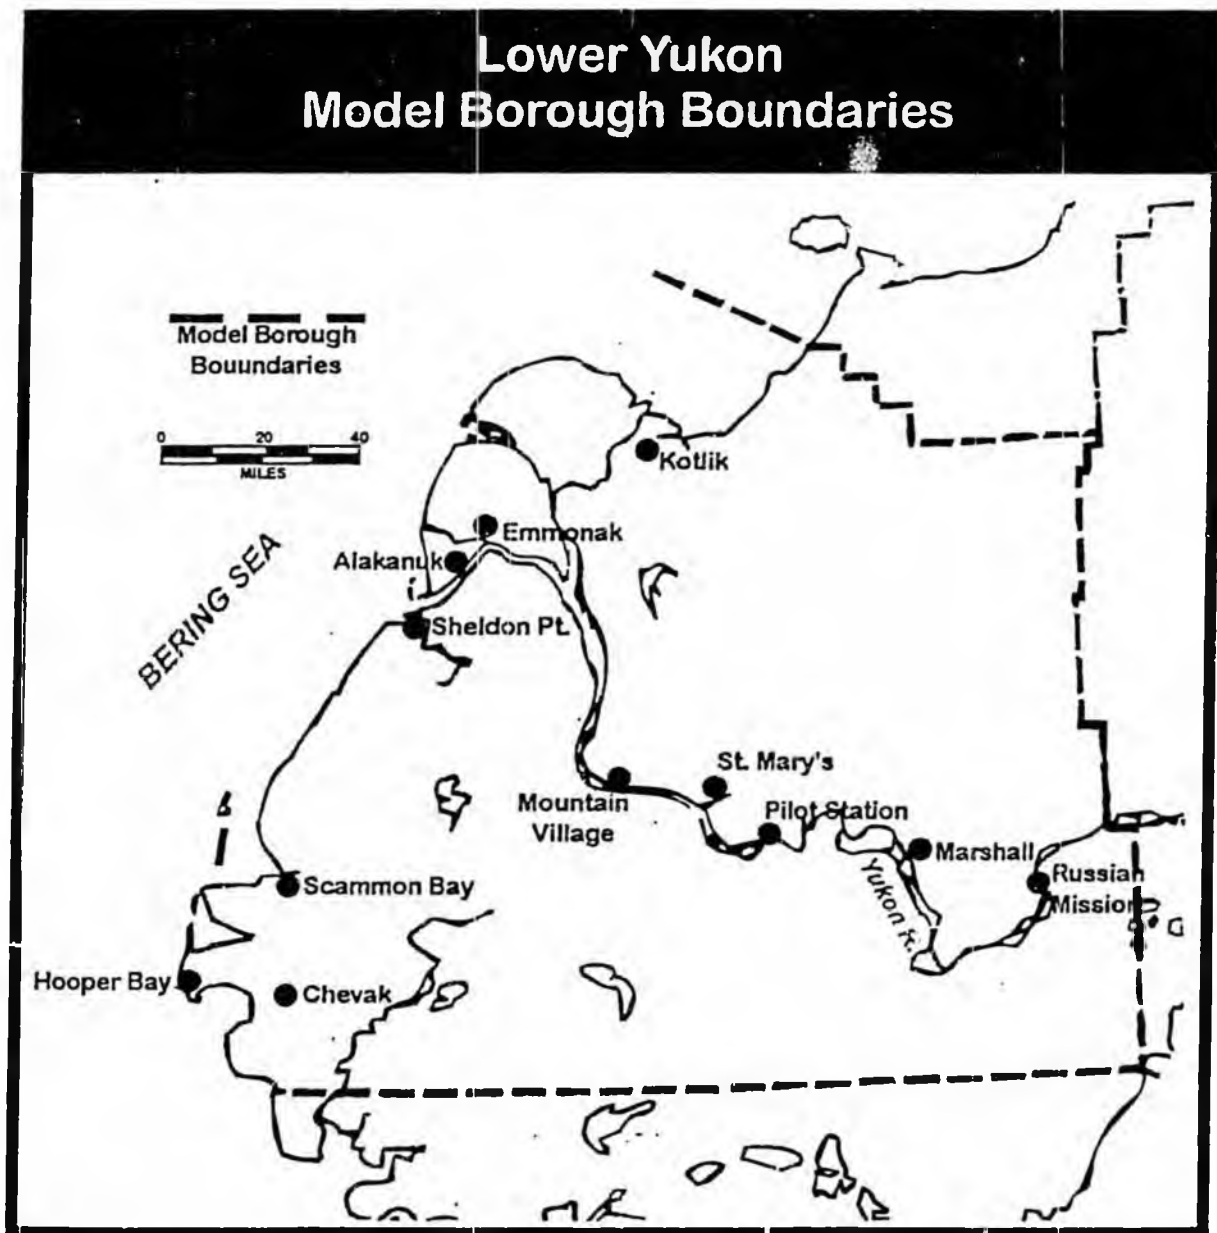 Lower Yukon
Model Borough Boundaries
Model Borough
Bouundaries
0 20 40
MILES
BERING SEA
Kotlik
Emmonak
Alakanuk
Sheldon Pt.
St. Mary's
Mountain
Village
Pilot Station
Marshall
Yukon R.
Russian
Mission
Scammon Bay
Hooper Bay
Chevak